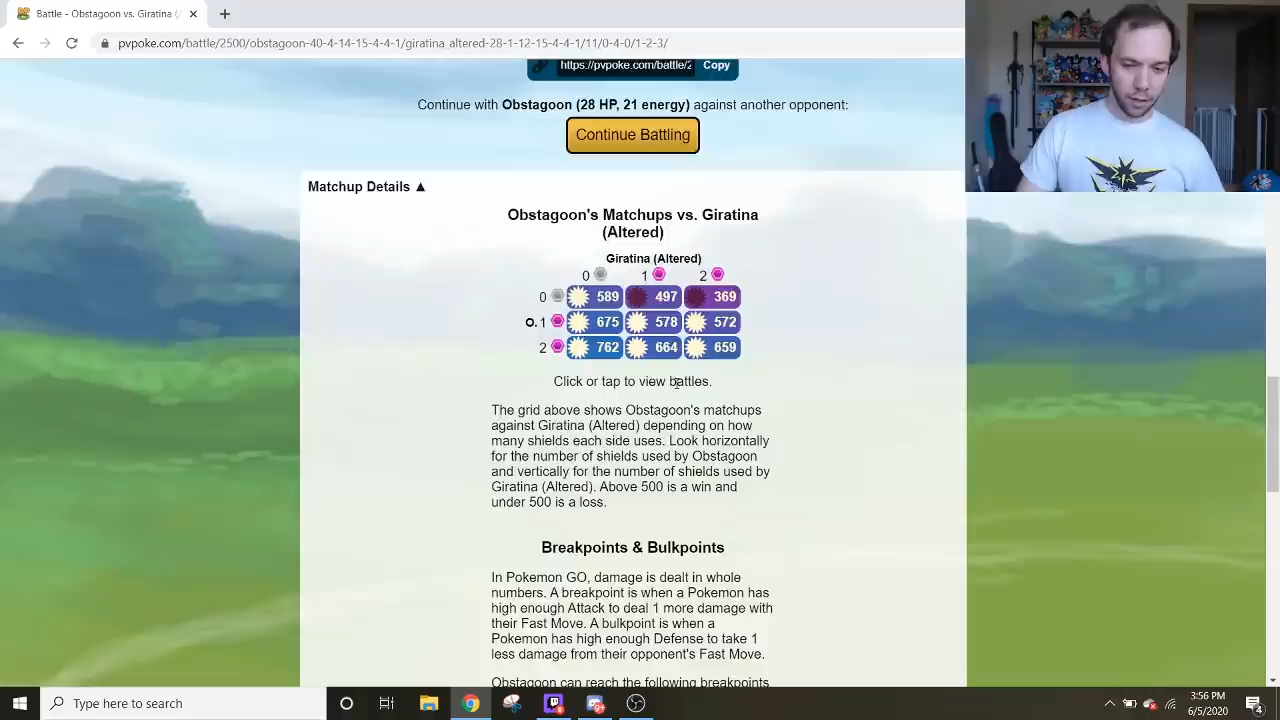 Battle - Obstagoon vs. Giratina (A
pvpoke.com/battle/2500/obstagoon-40-4-14-15-4-4-1-1/giratina_altered-28-1-12-15-4-4-1/11/0-4-0/1-2-3/
https://pvpoke.com/battle/2 Copy
Continue with Obstagoon (28 HP, 21 energy) against another opponent:
Continue Battling
Matchup Details ▲
Obstagoon's Matchups vs. Giratina
(Altered)
Giratina (Altered)
0 1 2
0 589 497 369
O. 1 675 578 572
2 762 664 659
Click or tap to view battles.
The grid above shows Obstagoon's matchups
against Giratina (Altered) depending on how
many shields each side uses. Look horizontally
for the number of shields used by Obstagoon
and vertically for the number of shields used by
Giratina (Altered). Above 500 is a win and
under 500 is a loss.
Breakpoints & Bulkpoints
In Pokemon GO, damage is dealt in whole
numbers. A breakpoint is when a Pokemon has
high enough Attack to deal 1 more damage with
their Fast Move. A bulkpoint is when a
Pokemon has high enough Defense to take 1
less damage from their opponent's Fast Move.
Obstagoon can reach the following breakpoints
Type here to search
3:56 PM
6/5/2020
4